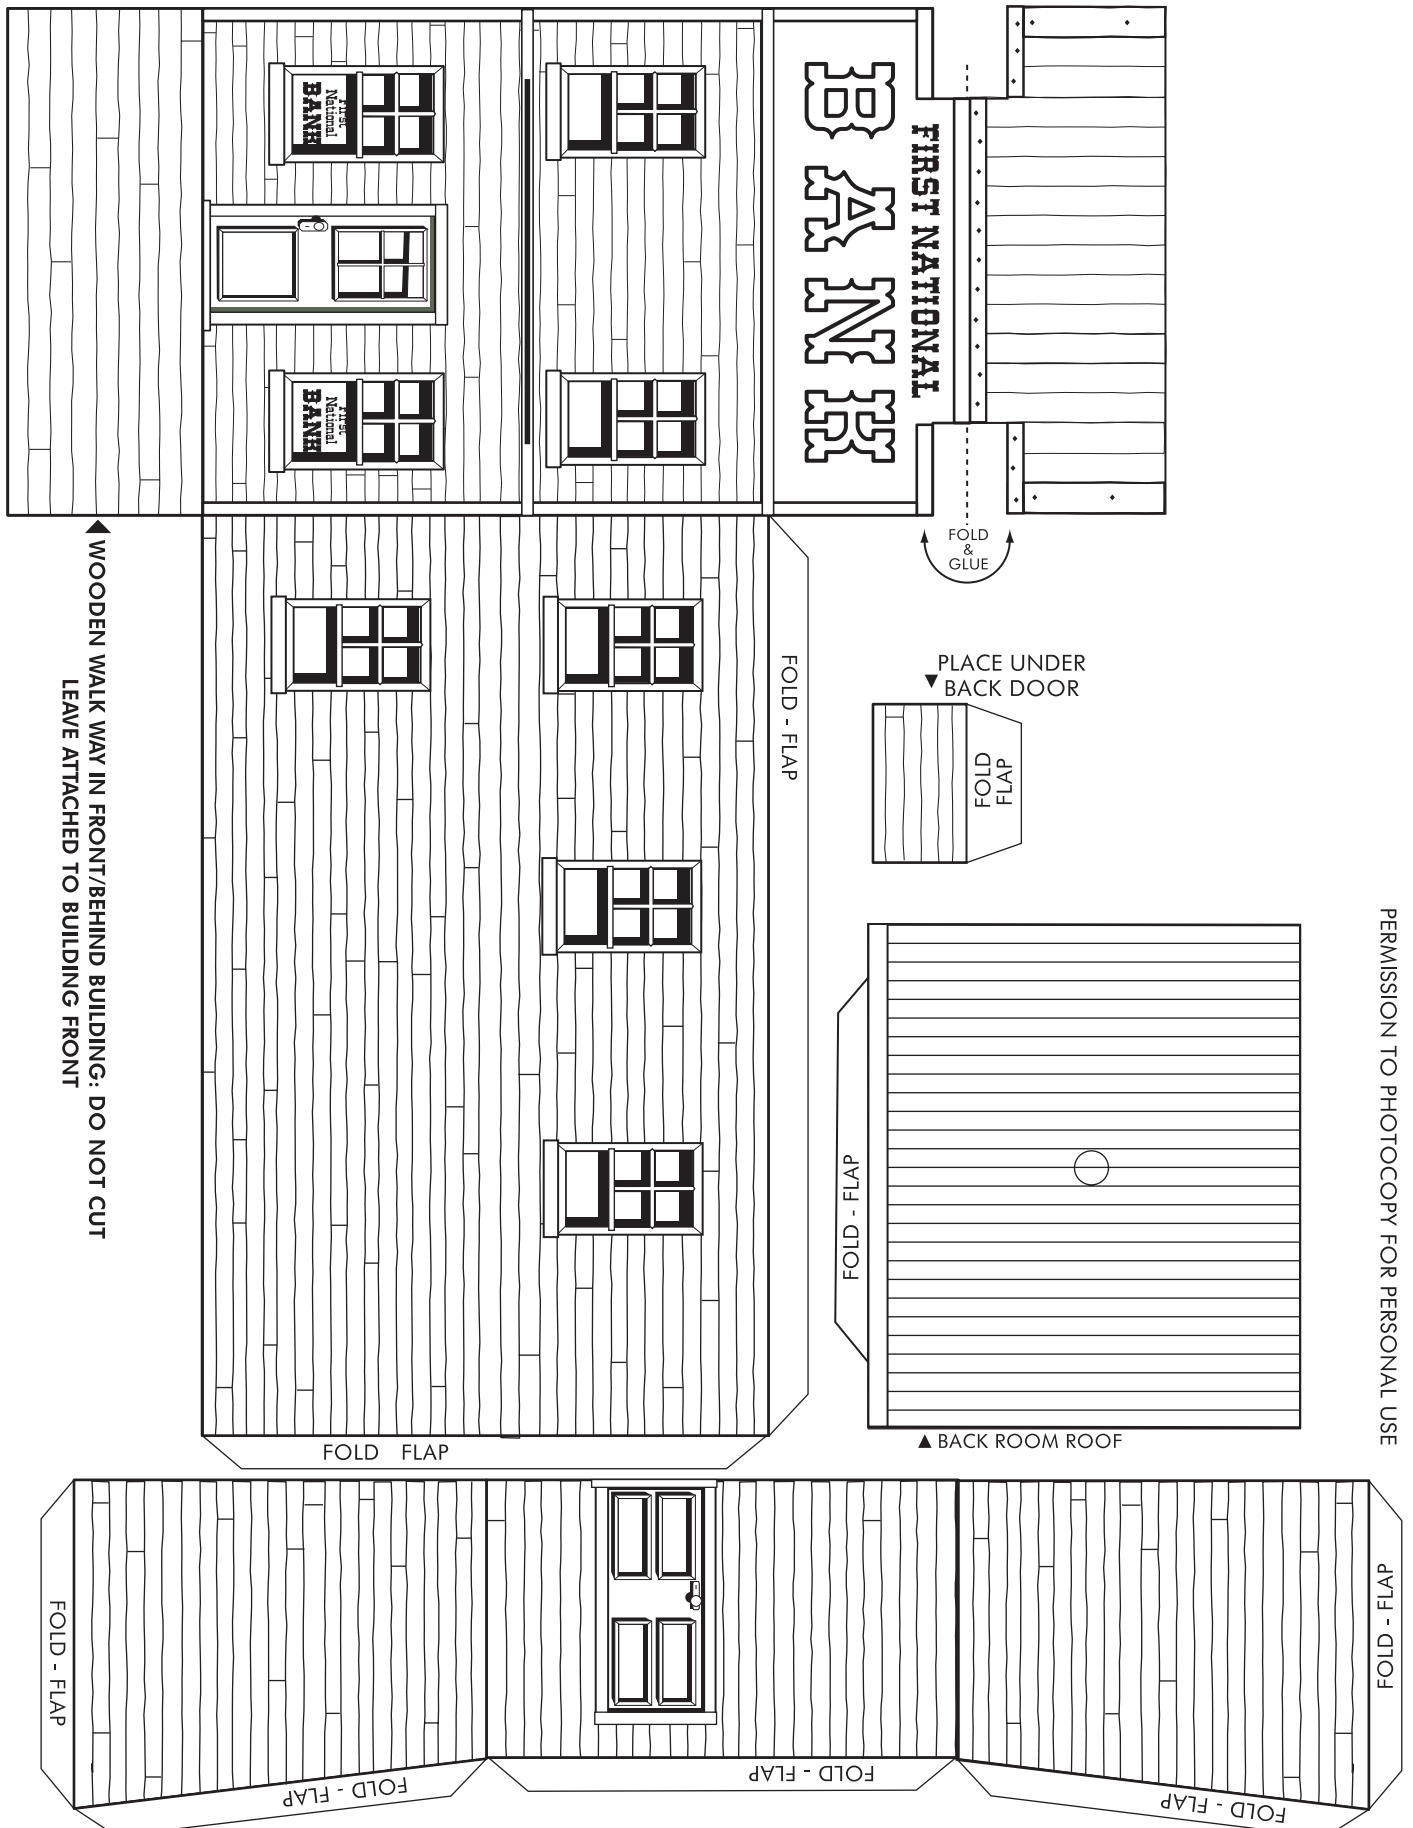 BANK
FIRST NATIONAL
First
National
BANK
First
National
BANK
FOLD
&
GLUE
PLACE UNDER
BACK DOOR
FOLD
FLAP
FOLD - FLAP
WOODEN WALK WAY IN FRONT/BEHIND BUILDING: DO NOT CUT
LEAVE ATTACHED TO BUILDING FRONT
PERMISSION TO PHOTOCOPY FOR PERSONAL USE
FOLD - FLAP
BACK ROOM ROOF
FOLD FLAP
FOLD - FLAP
FOLD - FLAP
FOLD - FLAP
FOLD - FLAP
FOLD - FLAP